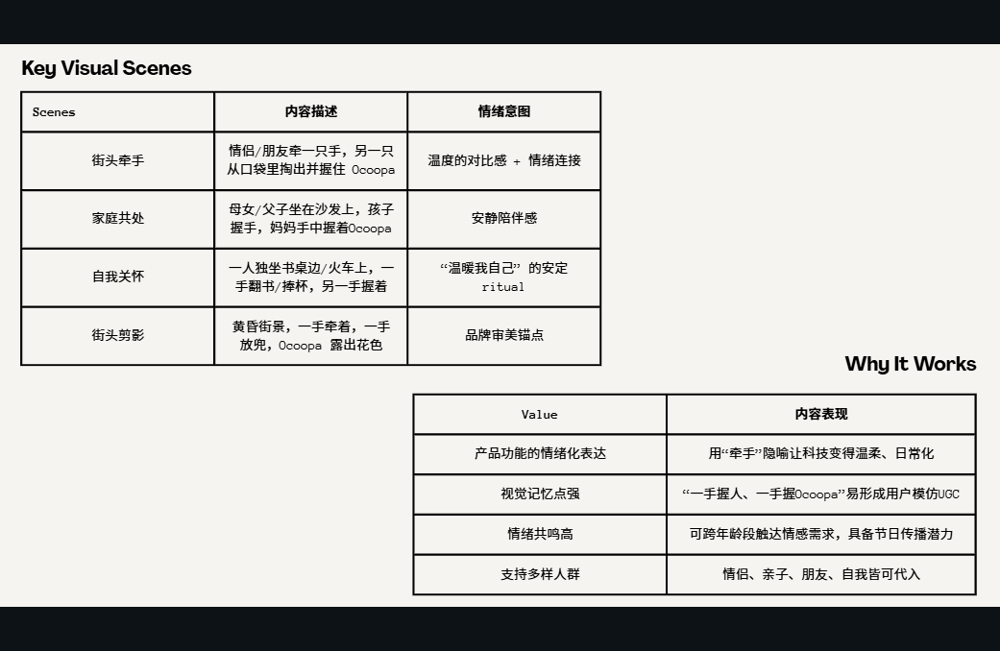 Key Visual Scenes
Scenes 内容描述 情绪意图
街头牵手 情侣/朋友牵一只手，另一只 温度的对比感 + 情绪连接
从口袋里掏出并握住 Ocoopa
家庭共处 母女/父子坐在沙发上，孩子 安静陪伴感
握手，妈妈手中握着Ocoopa
自我关怀 一人独坐书桌边/火车上，一 “温暖我自己” 的安定
手翻书/捧杯，另一手握着 ritual
街头剪影 黄昏街景，一手牵着，一手 品牌审美锚点
放兜，Ocoopa 露出花色
Why It Works
Value 内容表现
产品功能的情绪化表达 用“牵手”隐喻让科技变得温柔、日常化
视觉记忆点强 “一手握人、一手握Ocoopa”易形成用户模仿UGC
情绪共鸣高 可跨年龄段触达情感需求，具备节日传播潜力
支持多样人群 情侣、亲子、朋友、自我皆可代入